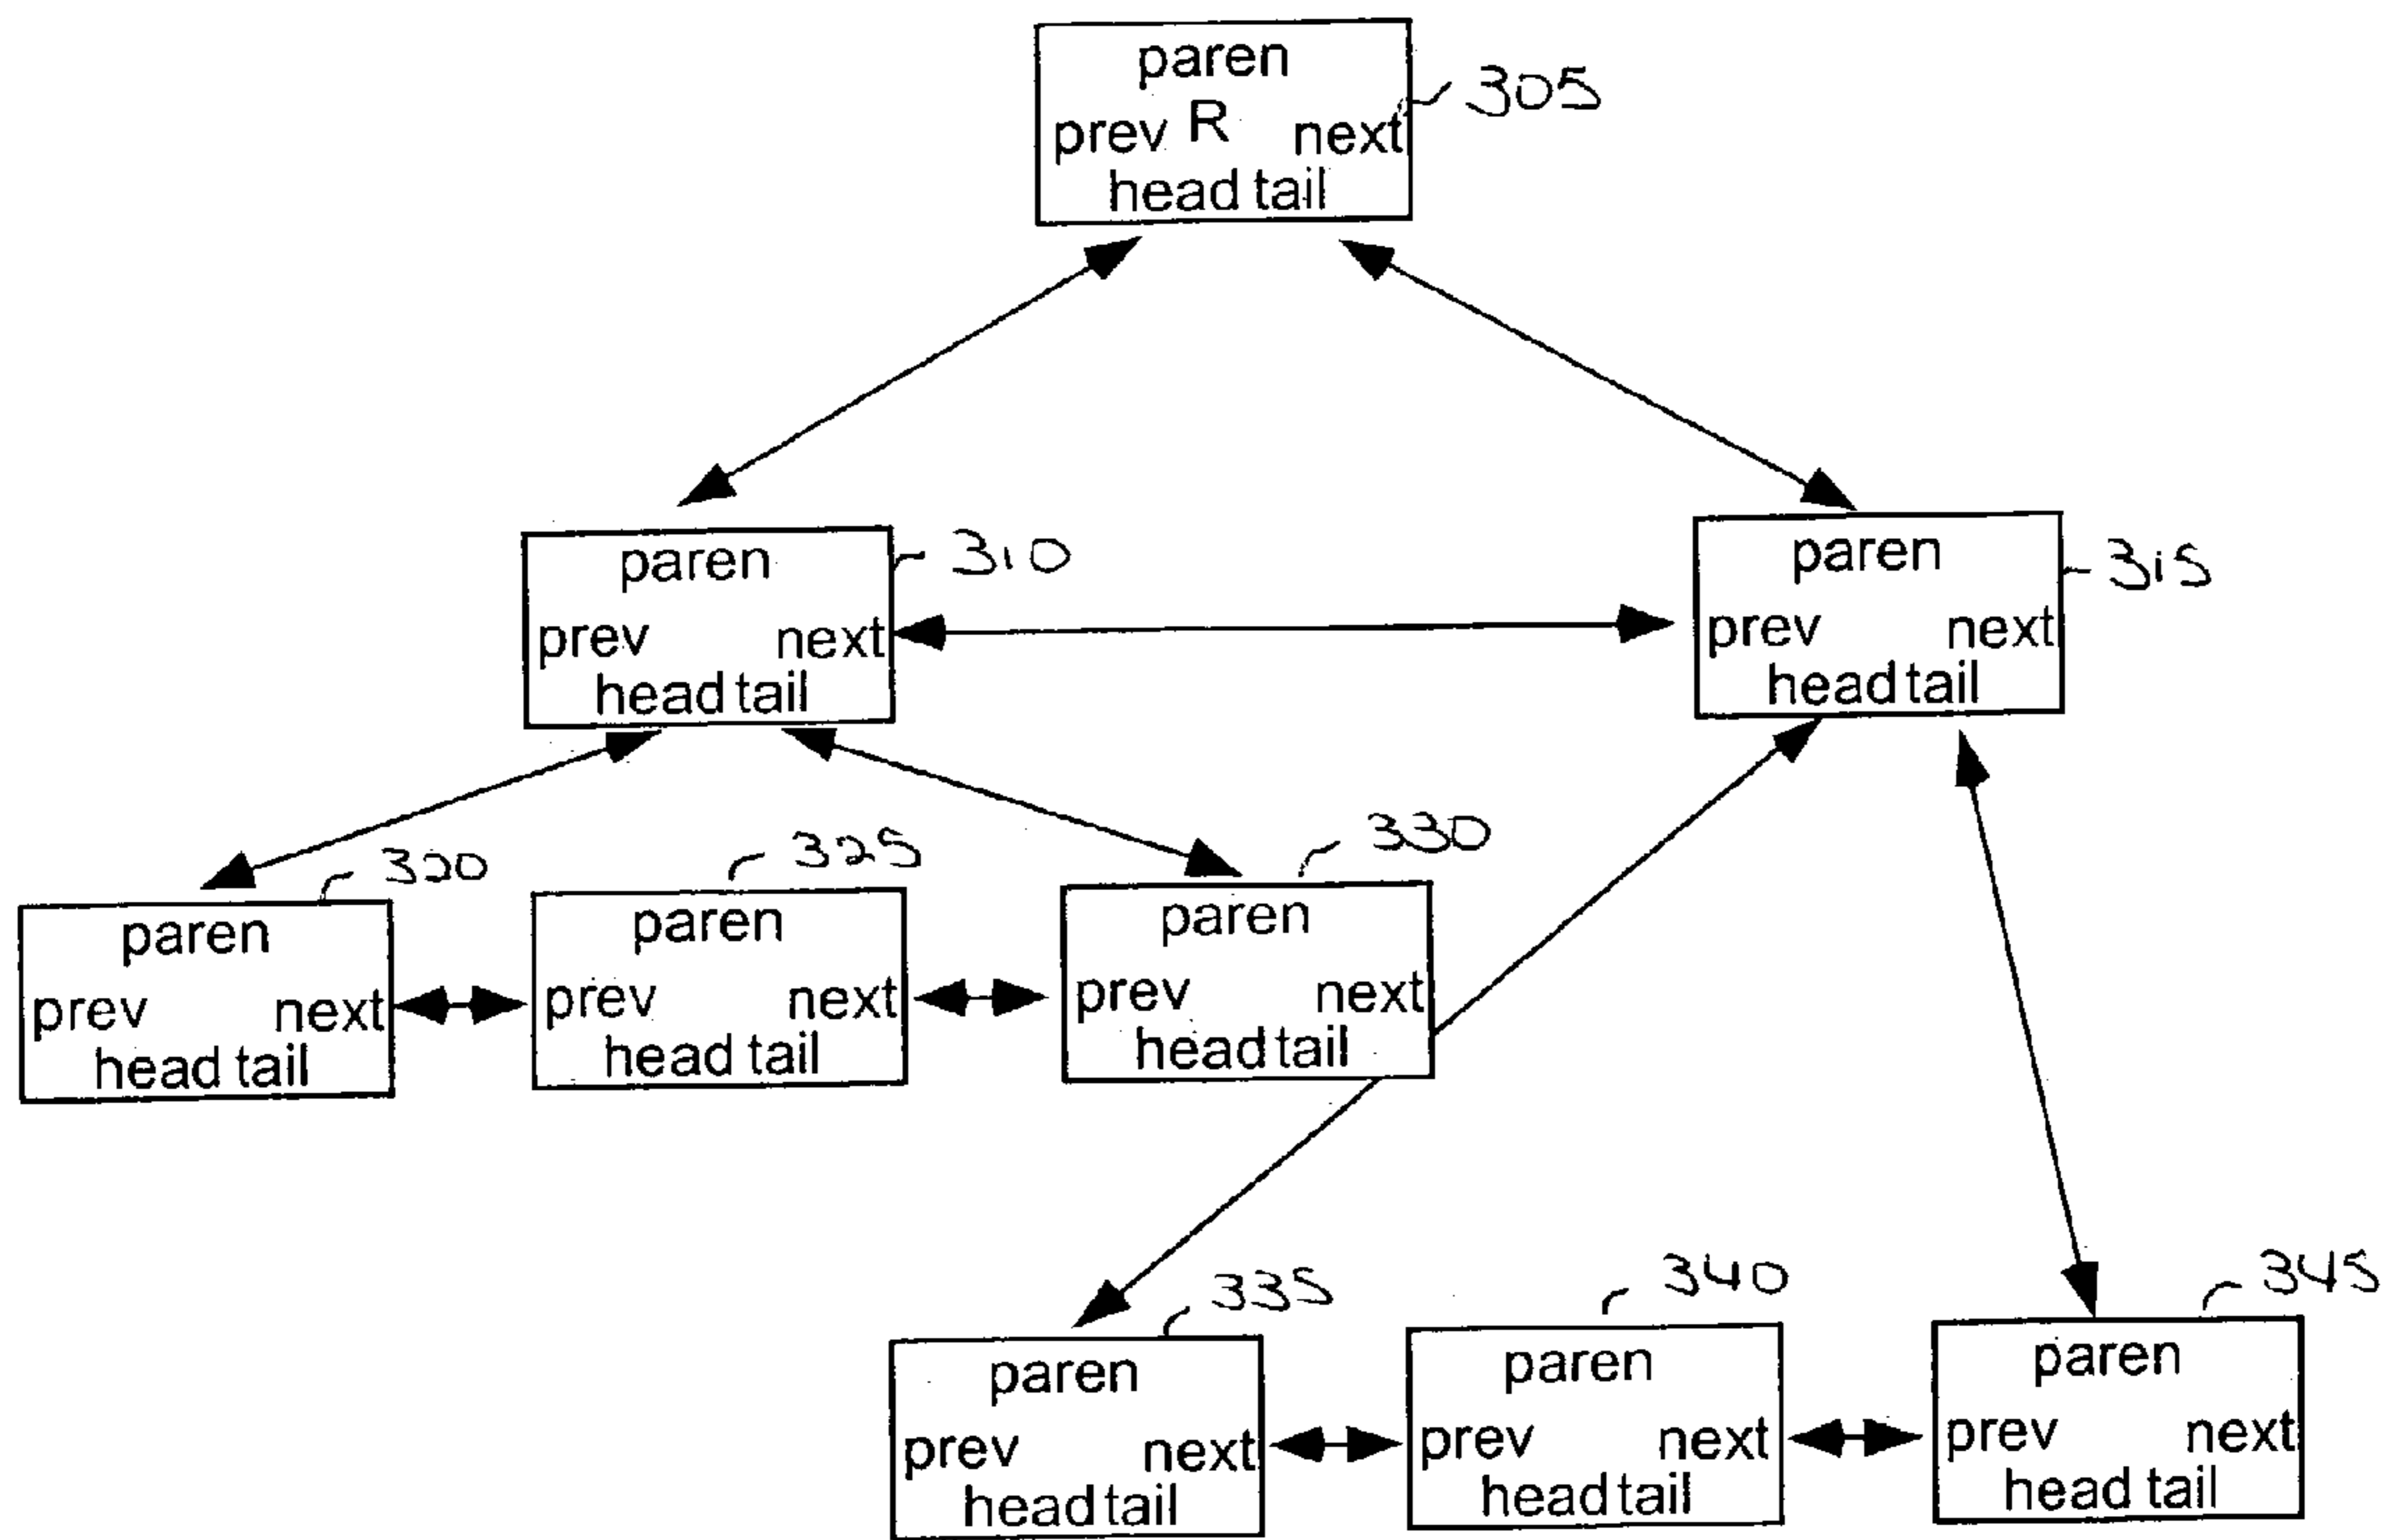 paren
305
prev R next
head tail
paren
310
prev next
head tail
paren
315
prev next
head tail
320
paren
prev next
head tail
325
paren
prev next
head tail
330
paren
prev next
head tail
335
paren
prev next
head tail
340
paren
prev next
head tail
345
paren
prev next
head tail